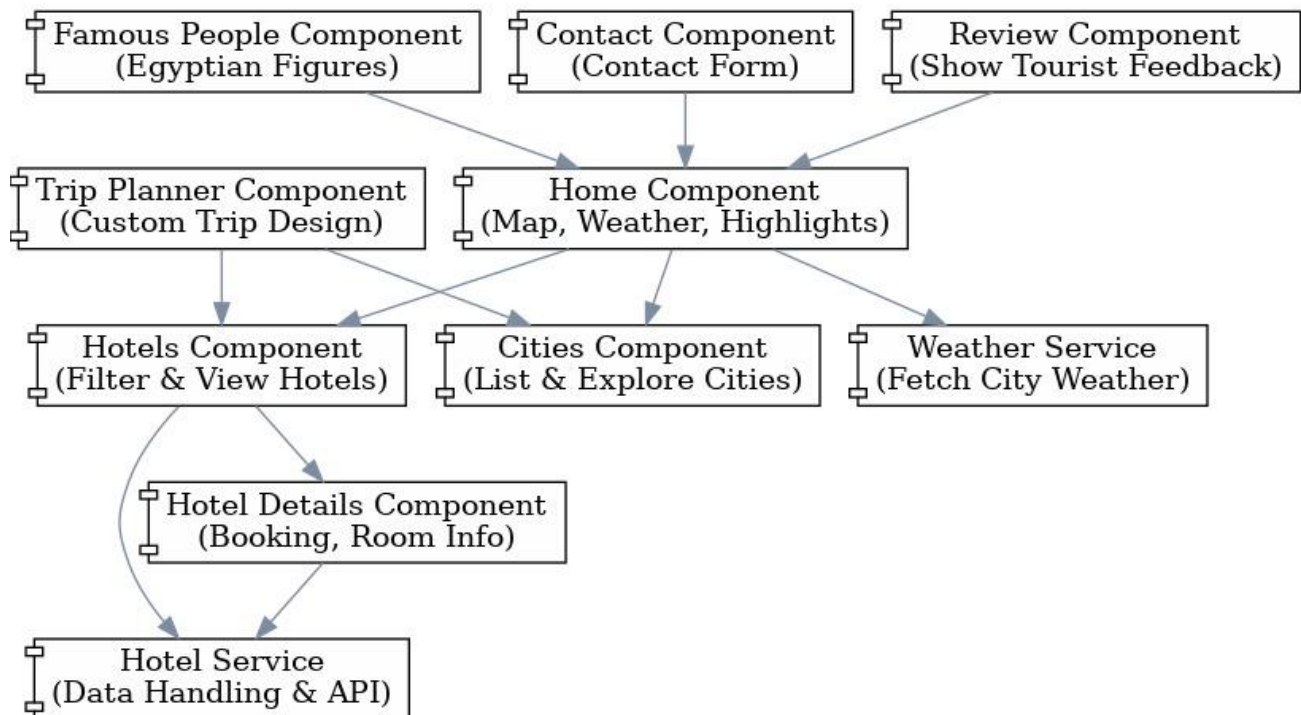 Famous People Component
(Egyptian Figures)
Contact Component
(Contact Form)
Review Component
(Show Tourist Feedback)
Trip Planner Component
(Custom Trip Design)
Home Component
(Map, Weather, Highlights)
Hotels Component
(Filter & View Hotels)
Cities Component
(List & Explore Cities)
Weather Service
(Fetch City Weather)
Hotel Details Component
(Booking, Room Info)
Hotel Service
(Data Handling & API)